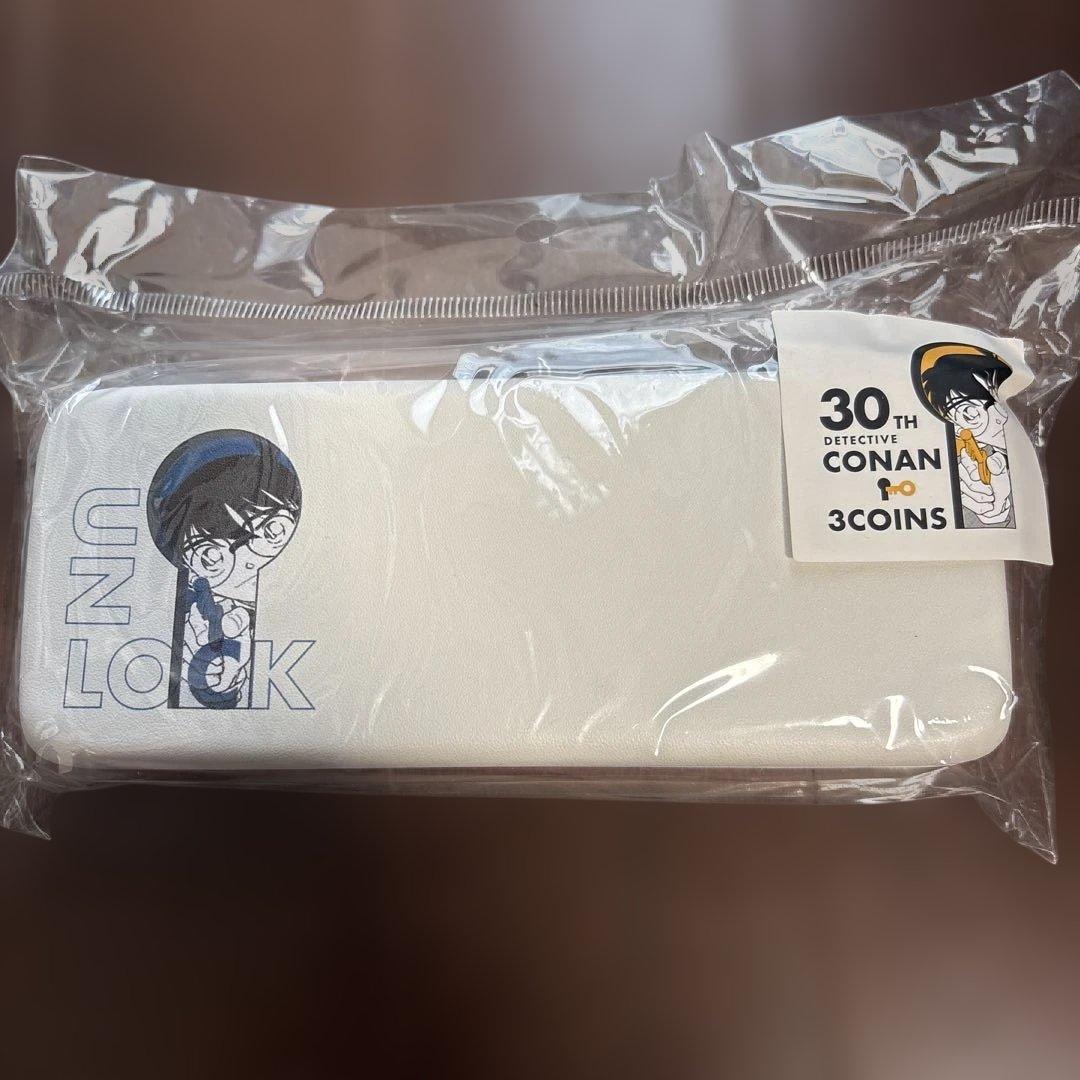 UN
LOCK
30TH
DETECTIVE
CONAN
3COINS